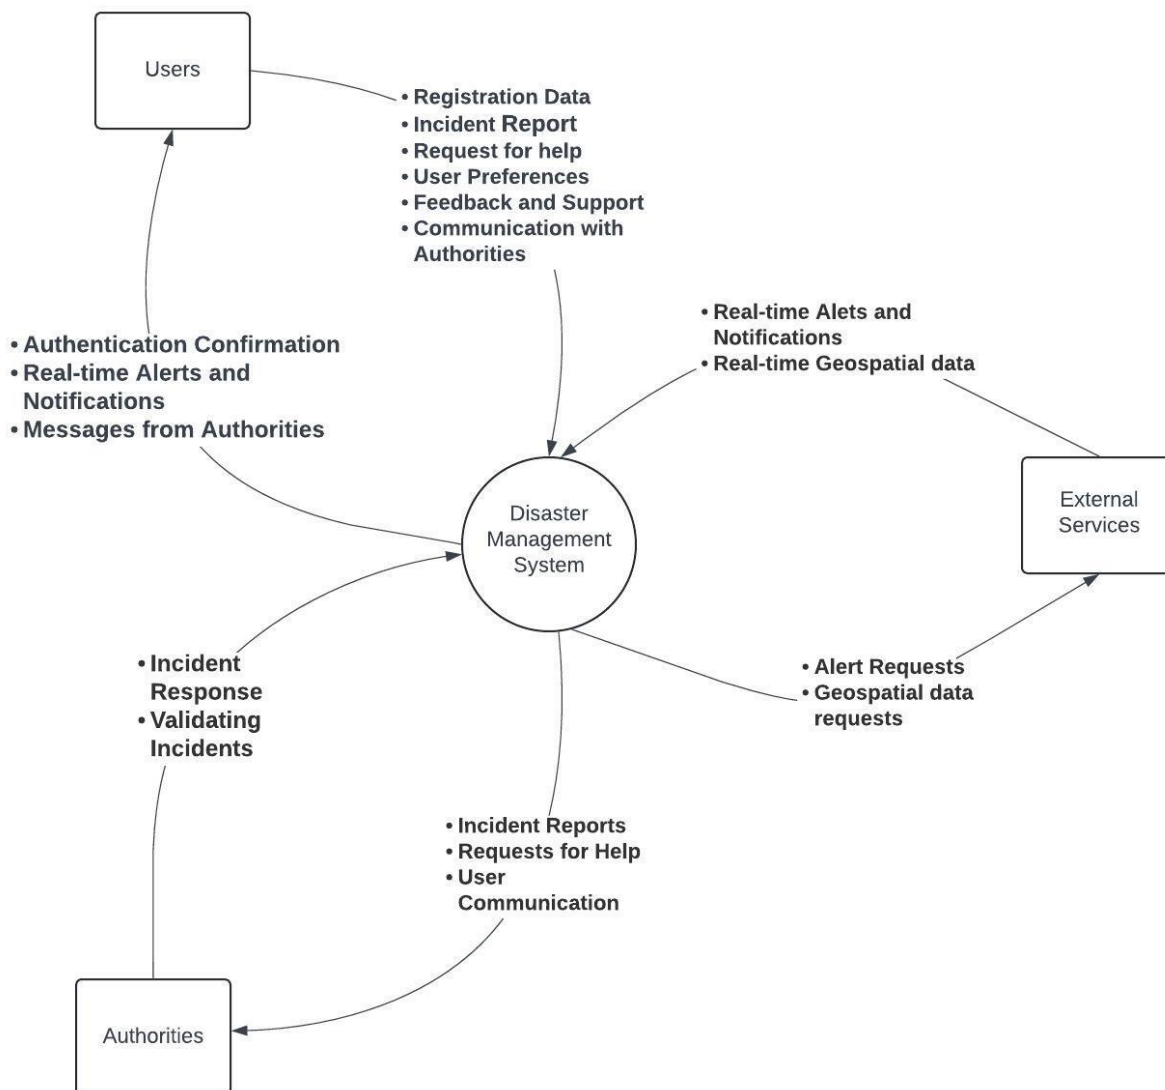 Users
• Registration Data
• Incident Report
• Request for help
• User Preferences
• Feedback and Support
• Communication with
Authorities
• Real-time Alets and
Notifications
• Real-time Geospatial data
• Authentication Confirmation
• Real-time Alerts and
Notifications
• Messages from Authorities
Disaster
Management
System
External
Services
• Incident
Response
• Validating
Incidents
• Alert Requests
• Geospatial data
requests
• Incident Reports
• Requests for Help
• User
Communication
Authorities